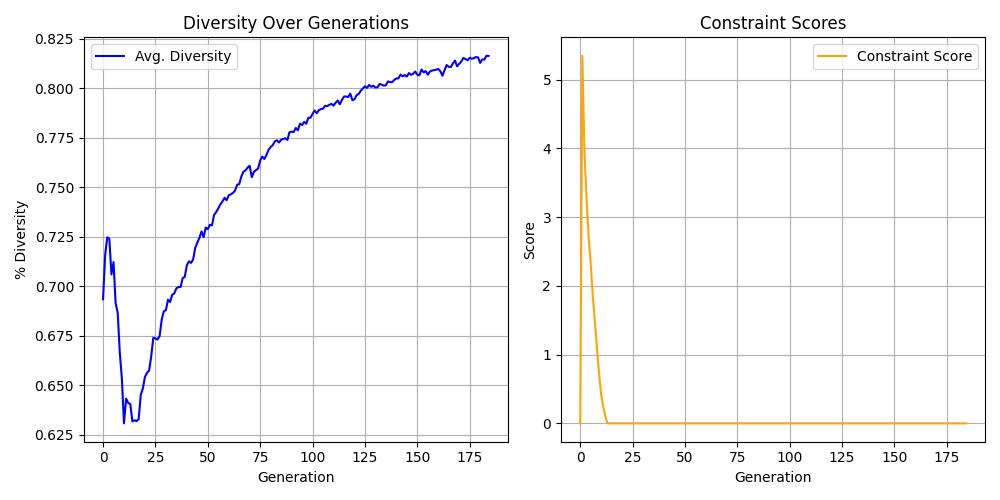 Diversity Over Generations
Avg. Diversity
0.825
0.800
0.775
0.750
0.725
0.700
0.675
0.650
0.625
% Diversity
0 25 50 75 100 125 150 175
Generation
Constraint Scores
Constraint Score
5
4
3
2
1
0
Score
0 25 50 75 100 125 150 175
Generation